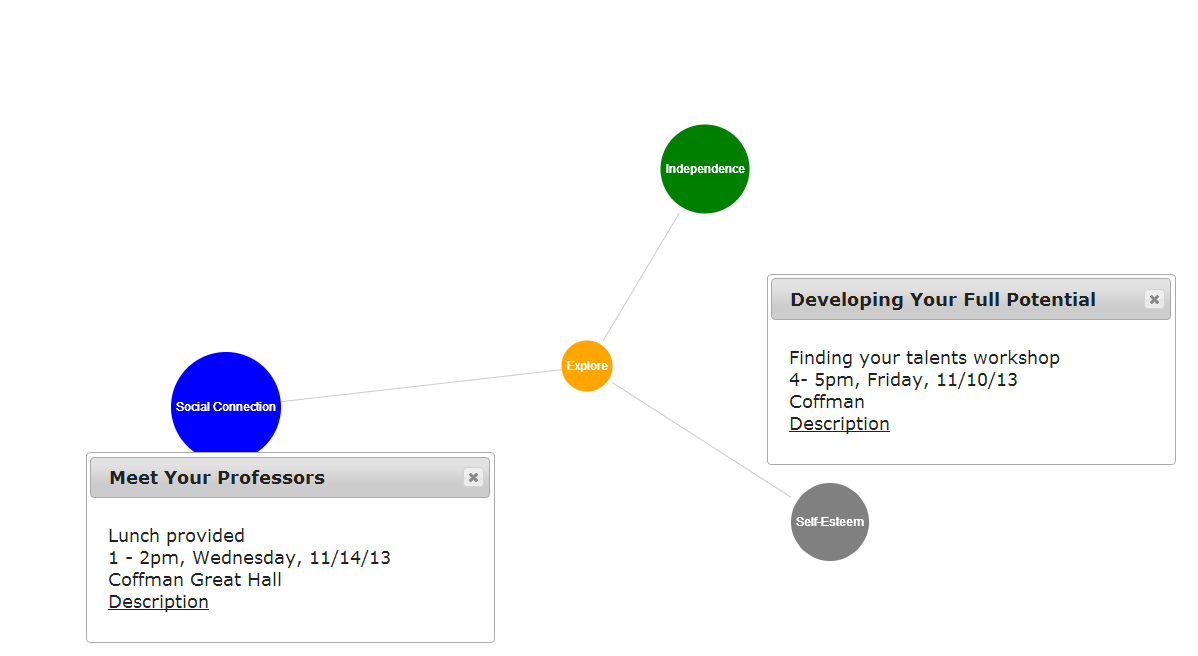 Independence
Developing Your Full Potential
Finding your talents workshop
4- 5pm, Friday, 11/10/13
Coffman
Description
Explore
Social Connection
Meet Your Professors
Lunch provided
1 - 2pm, Wednesday, 11/14/13
Coffman Great Hall
Description
Self-Esteem